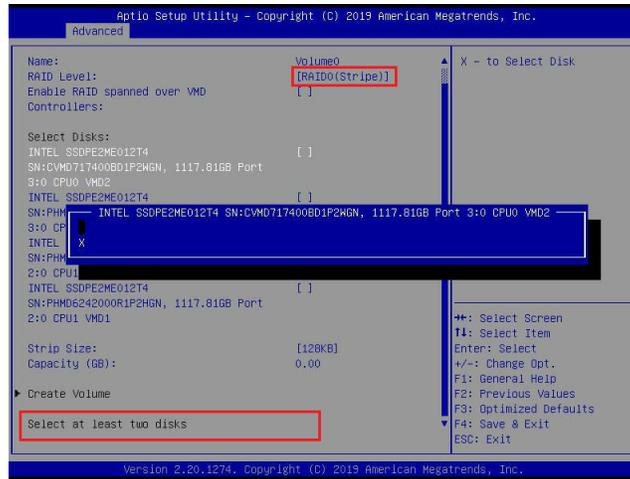 Aptio Setup Utility – Copyright (C) 2019 American Megatrends, Inc.
Advanced
Name: Volume0
RAID Level: [RAID0(Stripe)]
Enable RAID spanned over VMD [ ]
Controllers:
Select Disks:
INTEL SSDPE2ME012T4 [ ]
SN:CVMD717400BD1P2WGN, 1117.81GB Port
3:0 CPU0 VMD2
INTEL SSDPE2ME012T4 [ ]
SN:PHM
3:0 CP
INTEL
SN:PHM
2:0 CPU1
INTEL SSDPE2ME012T4 SN:CVMD717400BD1P2WGN, 1117.81GB Port 3:0 CPU0 VMD2
X
INTEL SSDPE2ME012T4 [ ]
SN:PHMD6242000R1P2HGN, 1117.81GB Port
2:0 CPU1 VMD1
Strip Size: [128KB]
Capacity (GB): 0.00
Create Volume
Select at least two disks
X – to Select Disk
→←: Select Screen
↑↓: Select Item
Enter: Select
+/-: Change Opt.
F1: General Help
F2: Previous Values
F3: Optimized Defaults
F4: Save & Exit
ESC: Exit
Version 2.20.1274. Copyright (C) 2019 American Megatrends, Inc.